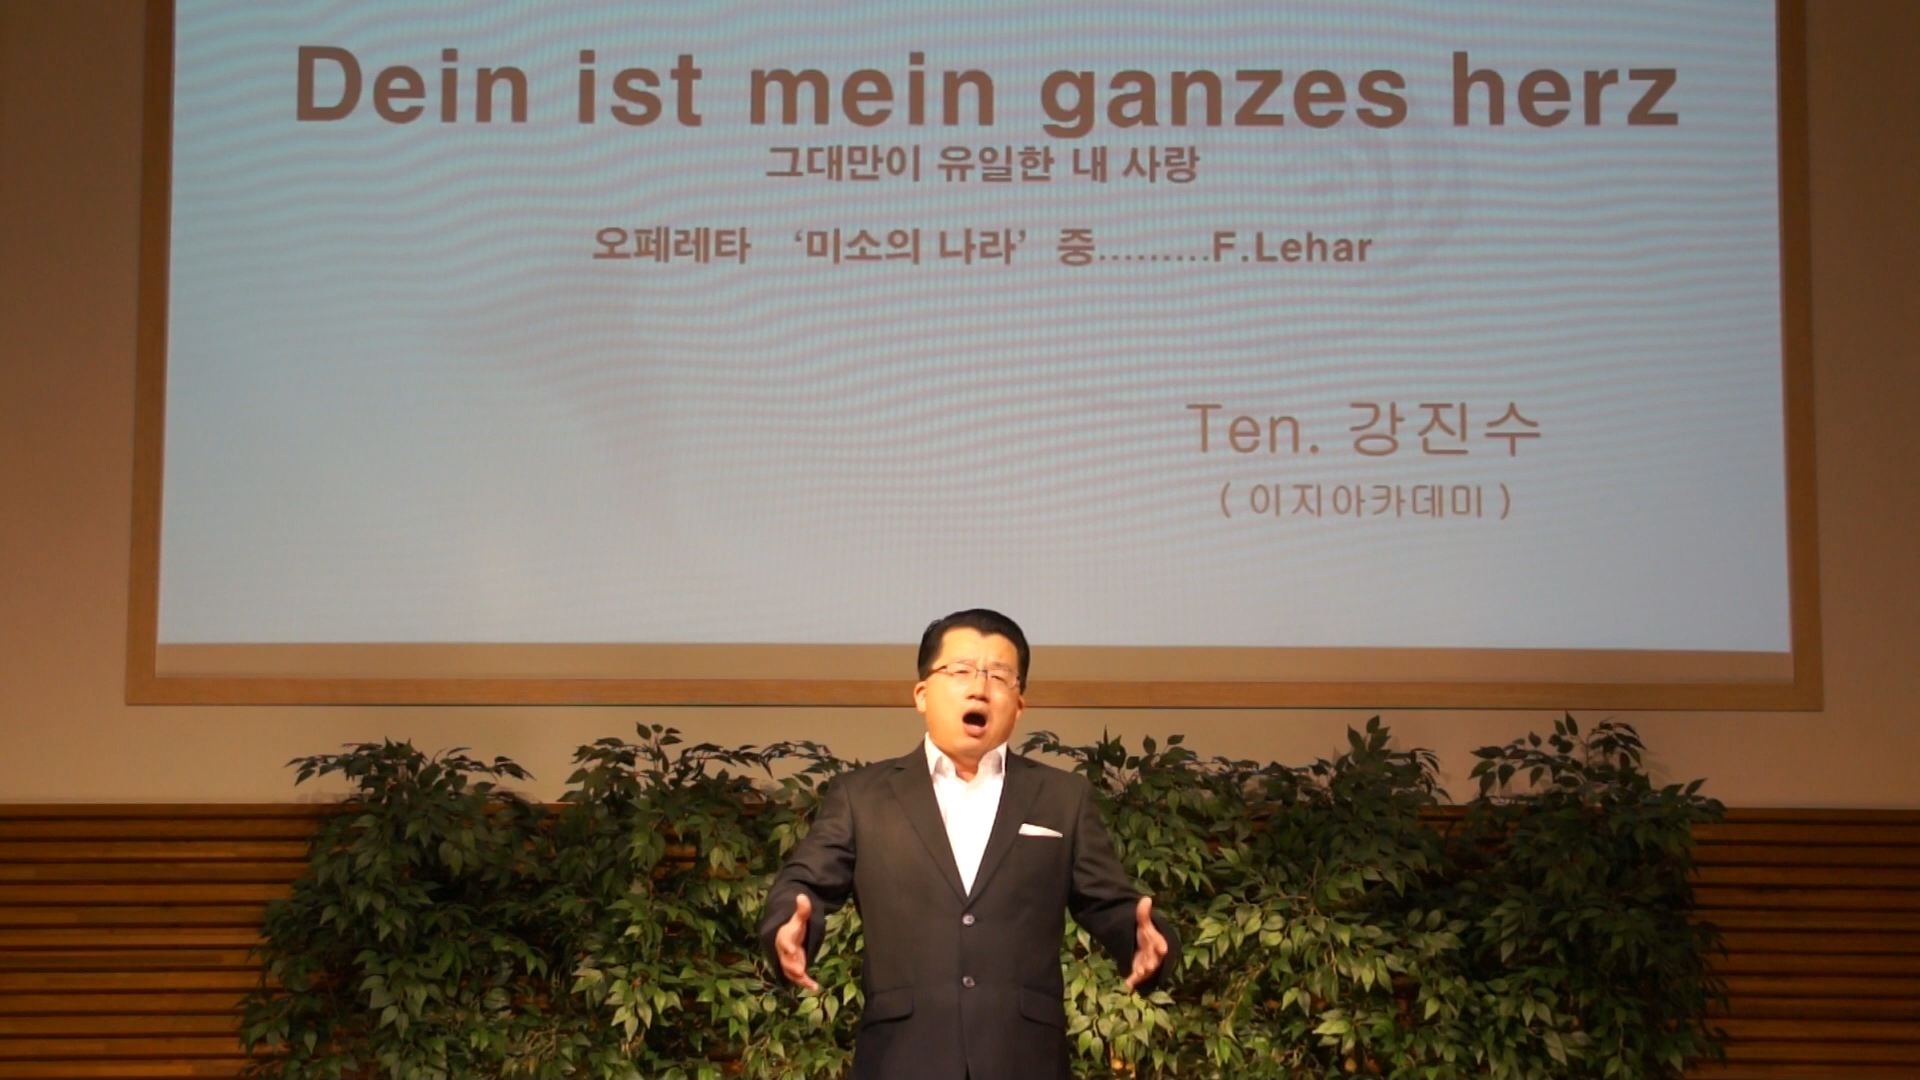 Dein ist mein ganzes herz
그대만이 유일한 내 사랑
오페레타 ‘미소의 나라’ 중.........F.Lehar
Ten. 강진수
( 이지아카데미 )